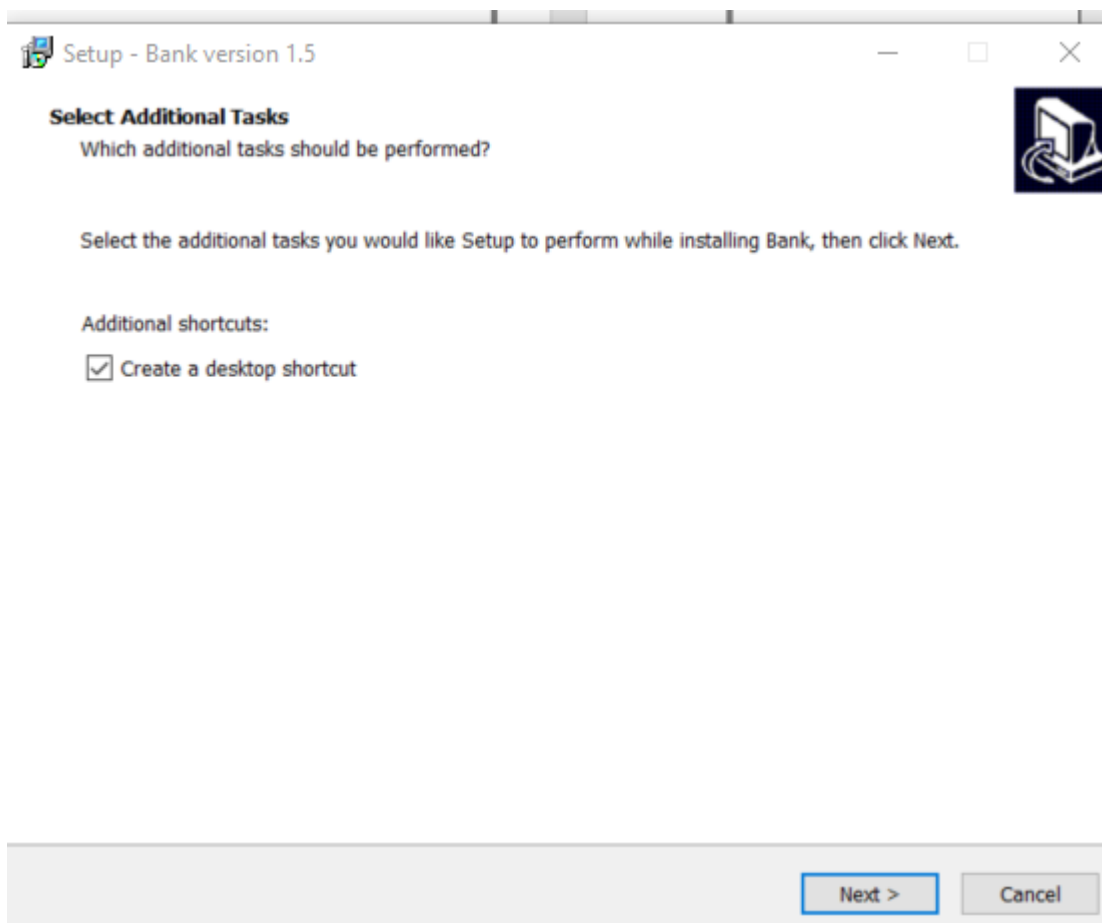 Setup - Bank version 1.5
Select Additional Tasks
Which additional tasks should be performed?
Select the additional tasks you would like Setup to perform while installing Bank, then click Next.
Additional shortcuts:
Create a desktop shortcut
Next >
Cancel